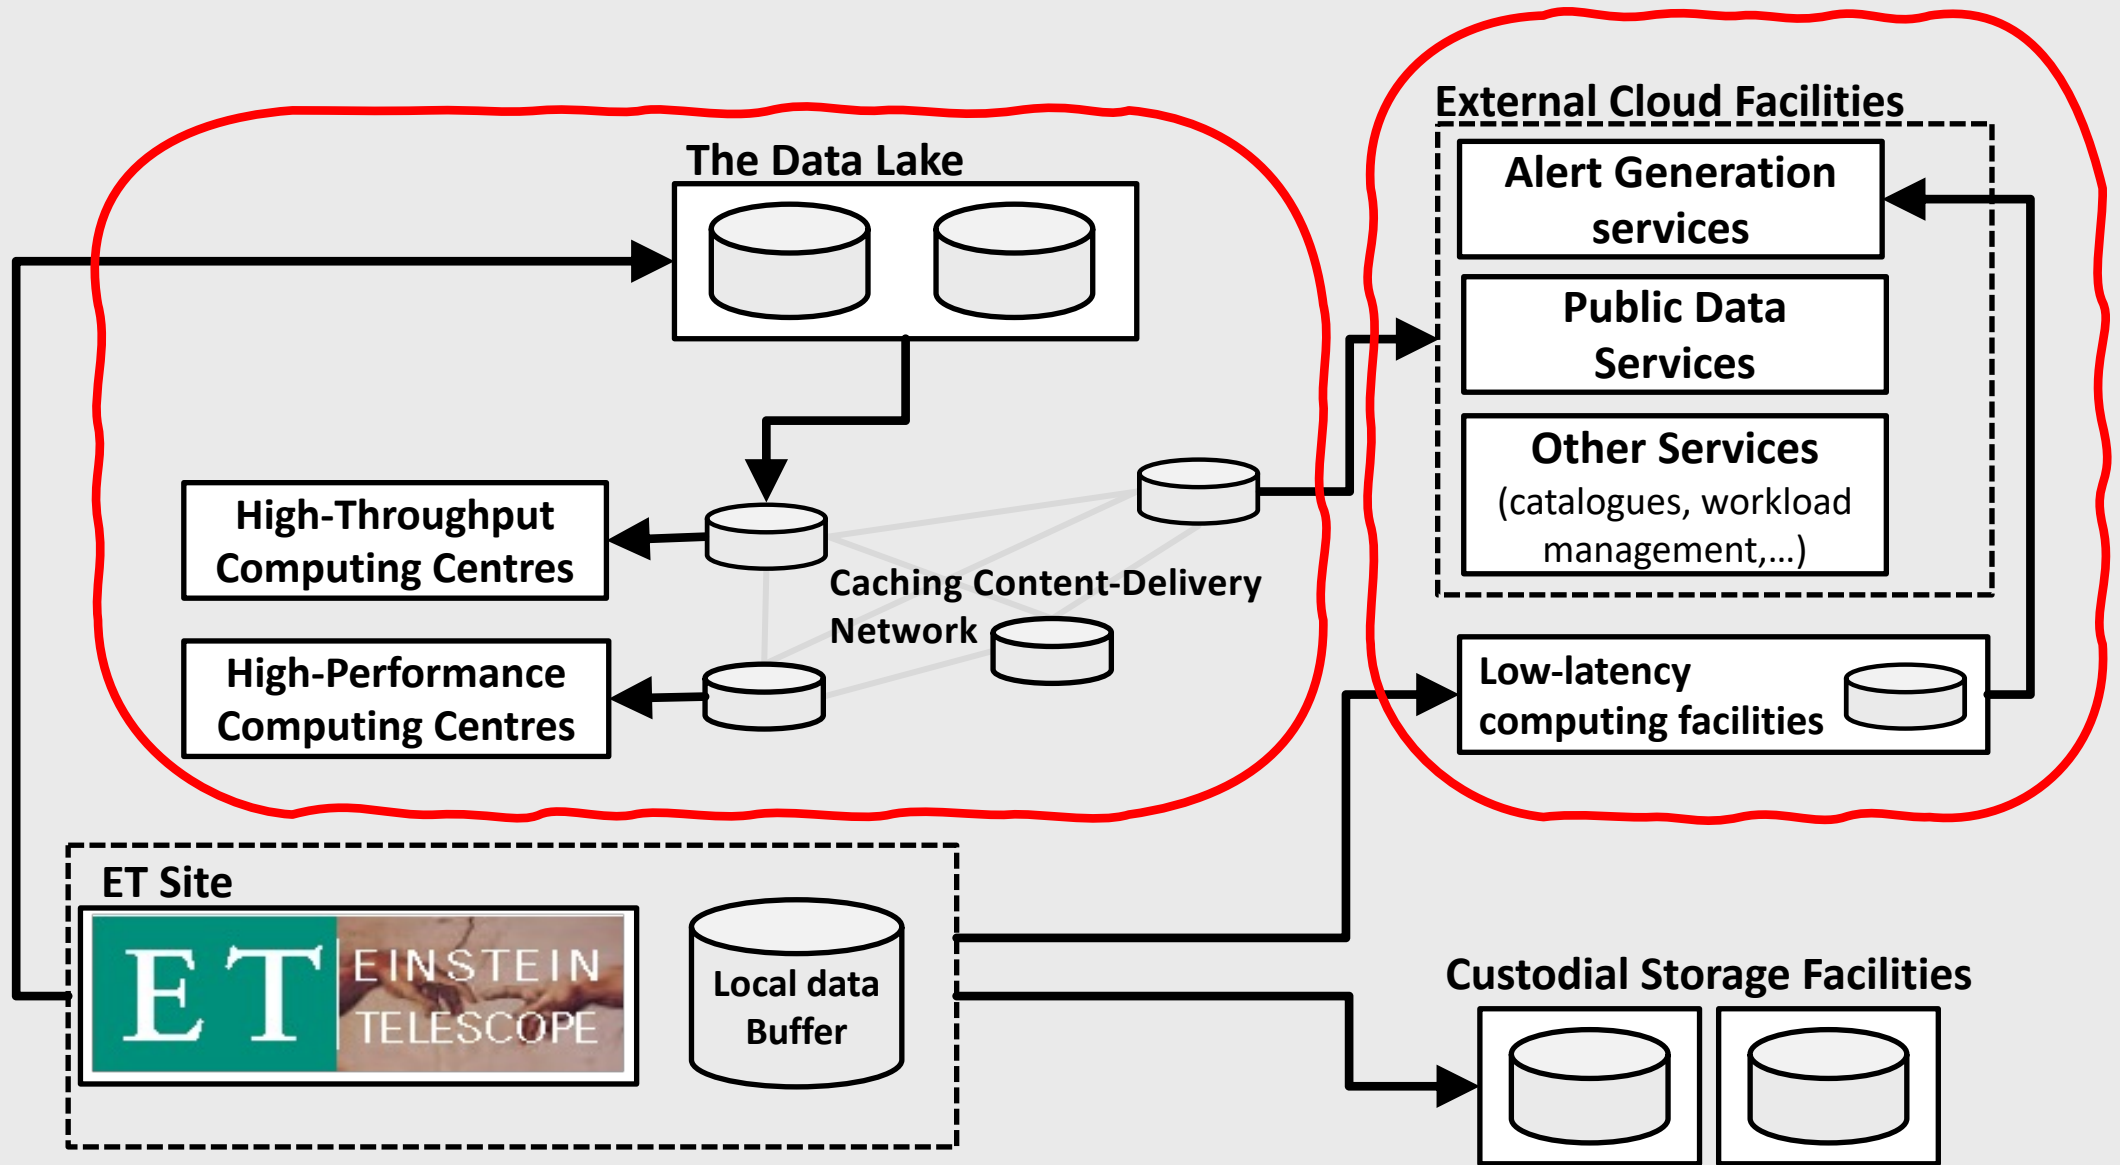 External Cloud Facilities
The Data Lake
Alert Generation
services
Public Data
Services
Other Services
(catalogues, workload
management,...)
High-Throughput
Computing Centres
Caching Content-Delivery
Network
High-Performance
Computing Centres
Low-latency
computing facilities
ET Site
ET
EINSTEIN
TELESCOPE
Local data
Buffer
Custodial Storage Facilities